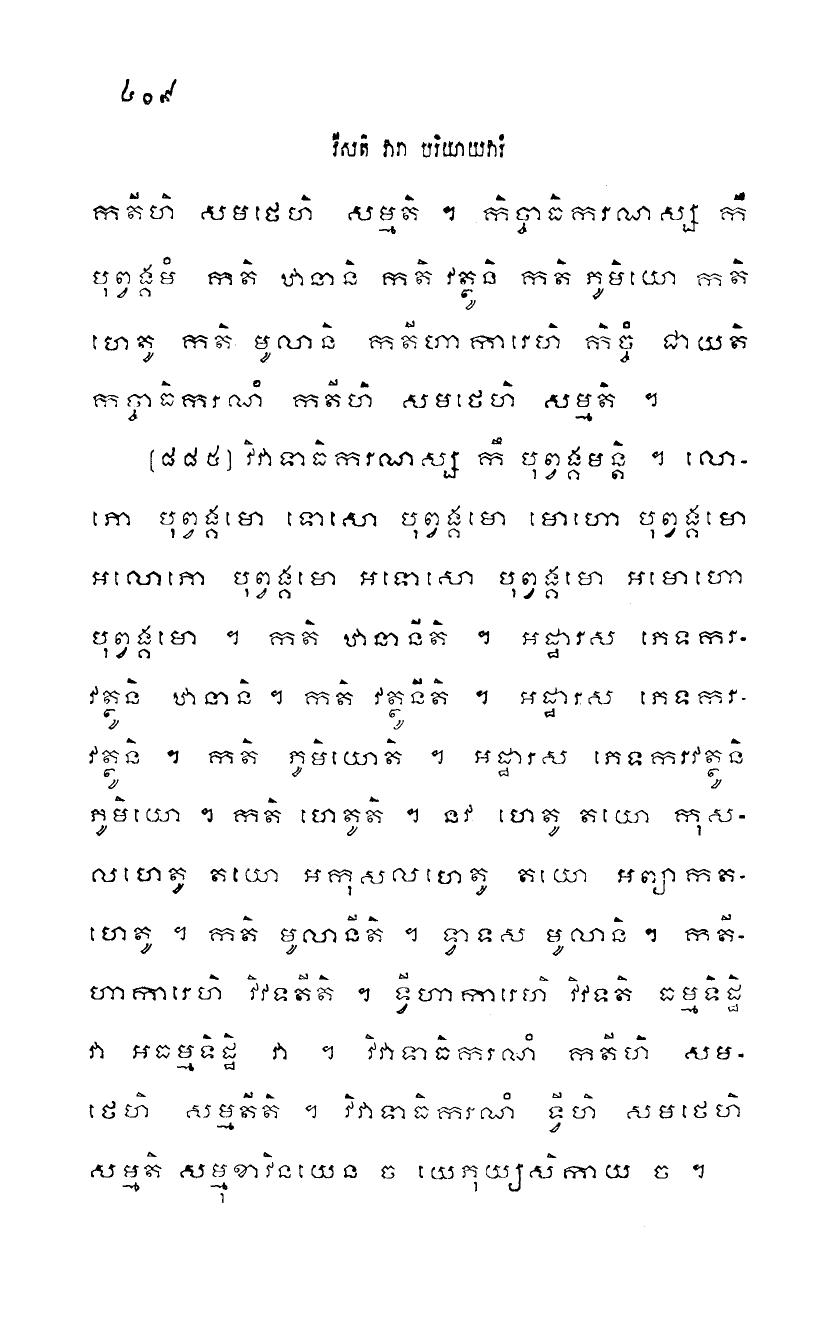 ៤០៩
វីសតិ វារា បរិយាយវារំ
កតីហិ សមថេហិ សម្មតិ ។ កិច្ចាធិករណស្ស កឹ
បុព្វង្គមំ កតិ ឋានានិ កតិ វត្ថូនិ កតិ ភូមិយោ កតិ
ហេតូ កតិ មូលានិ កតីហាការេហិ កិច្ចំ ជាយតិ
កិច្ចាធិករណំ កតីហិ សមថេហិ សម្មតិ ។
[៨៨៥] វិវាទាធិករណស្ស កឹ បុព្វង្គមន្តិ ។ លោ-
ភោ បុព្វង្គមោ ទោសោ បុព្វង្គមោ មោហោ បុព្វង្គមោ
អលោភោ បុព្វង្គមោ អទោសោ បុព្វង្គមោ អមោហោ
បុព្វង្គមោ ។ កតិ ឋានានីតិ ។ អដ្ឋារស ភេទករ-
វត្ថូនិ ឋានានិ ។ កតិ វត្ថូនីតិ ។ អដ្ឋារស ភេទករ-
វត្ថូនិ ។ កតិ ភូមិយោតិ ។ អដ្ឋារស ភេទករវត្ថូនិ
ភូមិយោ ។ កតិ ហេតូតិ ។ នវ ហេតូ តយោ កុស-
លហេតូ តយោ អកុសលហេតូ តយោ អព្យាកត-
ហេតូ ។ កតិ មូលានីតិ ។ ទ្វាទស មូលានិ ។ កតី-
ហាការេហិ វិវទតីតិ ។ ទ្វីហាការេហិ វិវទតិ ធម្មទិដ្ឋិ
វា អធម្មទិដ្ឋិ វា ។ វិវាទាធិករណំ កតីហិ សម-
ថេហិ សម្មតីតិ ។ វិវាទាធិករណំ ទ្វីហិ សមថេហិ
សម្មតិ សម្មុខាវិនយេន ច យេភុយ្យសិកាយ ច ។